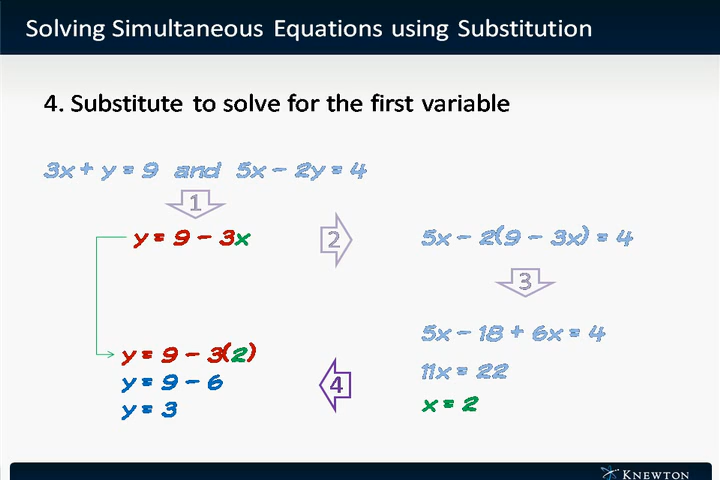 Solving Simultaneous Equations using Substitution
4. Substitute to solve for the first variable
3x + y = 9 and 5x − 2y = 4
1
y = 9 − 3x
2
5x − 2(9 − 3x) = 4
3
5x − 18 + 6x = 4
11x = 22
x = 2
4
y = 9 − 3(2)
y = 9 − 6
y = 3
KNEWTON